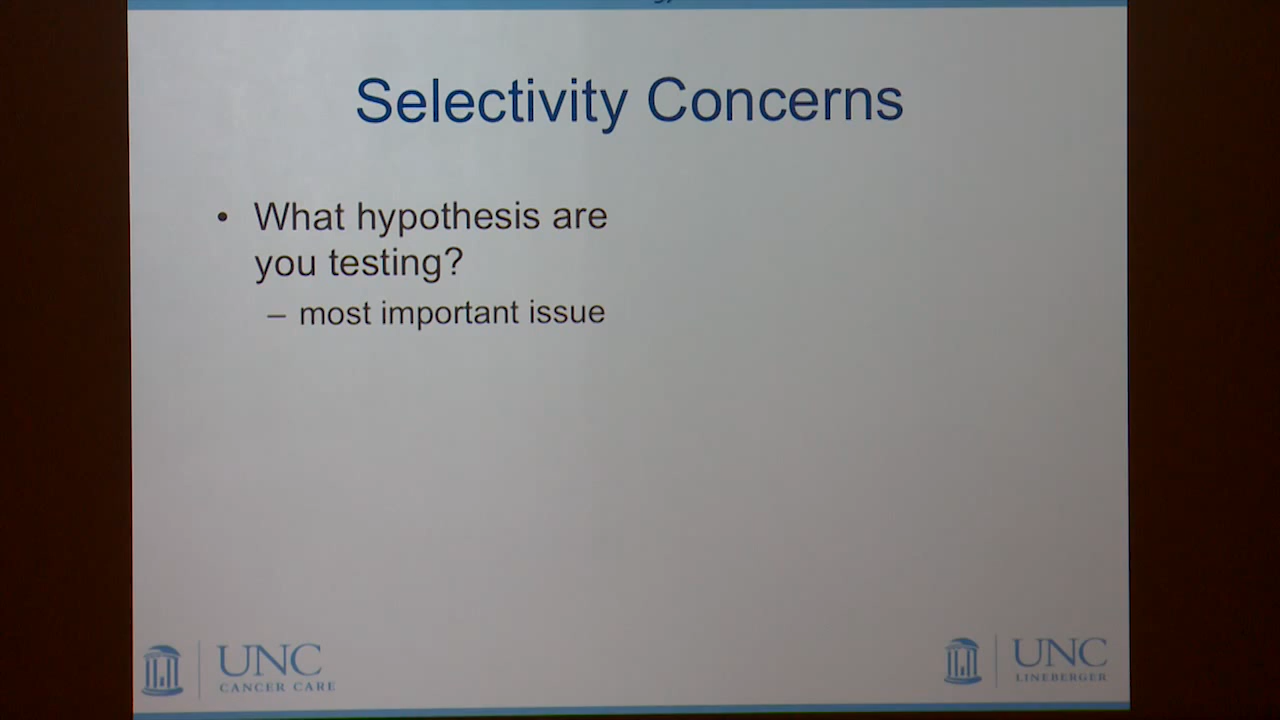 Selectivity Concerns
• What hypothesis are
you testing?
– most important issue
UNC
CANCER CARE
UNC
LINEBERGER